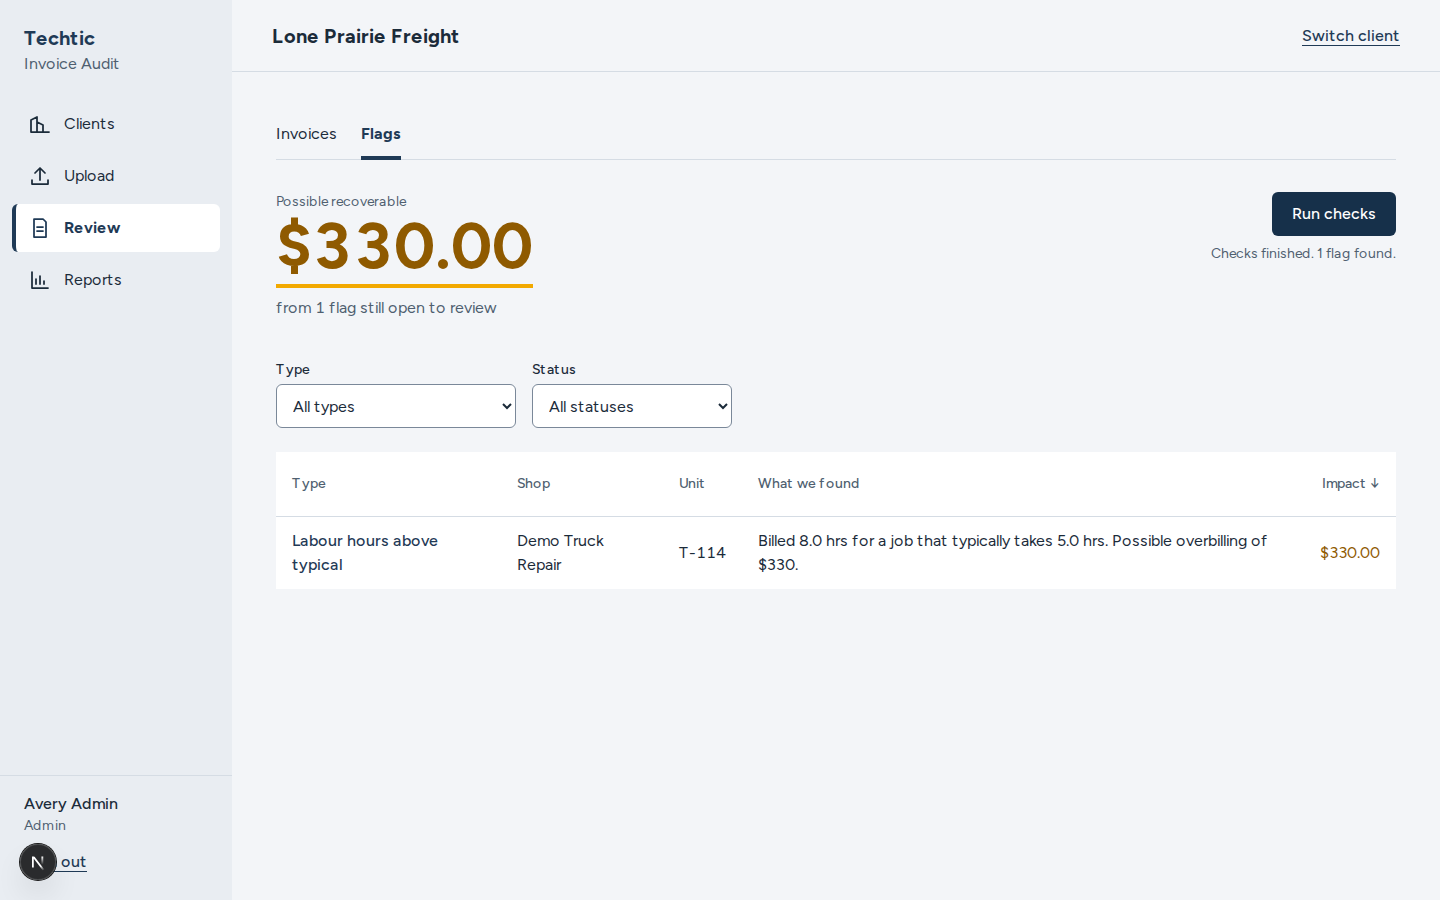 Techtic
Invoice Audit
Clients
Upload
Review
Reports
Avery Admin
Admin
out
Lone Prairie Freight
Switch client
Invoices
Flags
Possible recoverable
$330.00
from 1 flag still open to review
Run checks
Checks finished. 1 flag found.
Type
Status
All types
All statuses
Type
Shop
Unit
What we found
Impact ↓
Labour hours above
typical
Demo Truck
Repair
T-114
Billed 8.0 hrs for a job that typically takes 5.0 hrs. Possible overbilling of
$330.
$330.00